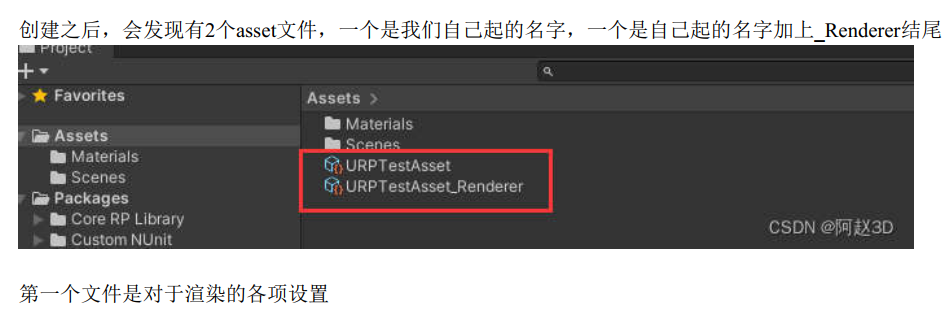 创建之后，会发现有2个asset文件，一个是我们自己起的名字，一个是自己起的名字加上_Renderer结尾
Project
Favorites
Assets
Materials
Scenes
Packages
Core RP Library
Custom NUnit
Assets >
Materials
Scenes
URPTestAsset
URPTestAsset_Renderer
CSDN @阿赵3D
第一个文件是对于渲染的各项设置